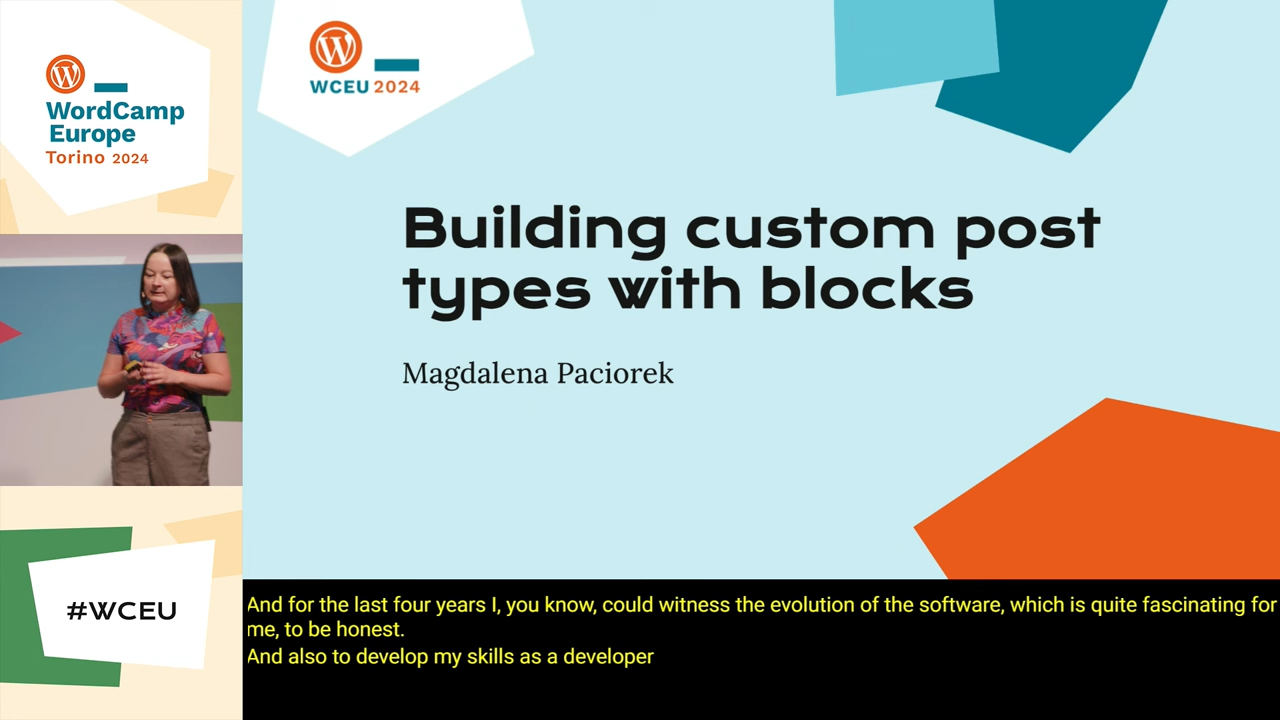 WordCamp
Europe
Torino 2024
#WCEU
WCEU 2024
Building custom post
types with blocks
Magdalena Paciorek
And for the last four years I, you know, could witness the evolution of the software, which is quite fascinating for
me, to be honest.
And also to develop my skills as a developer